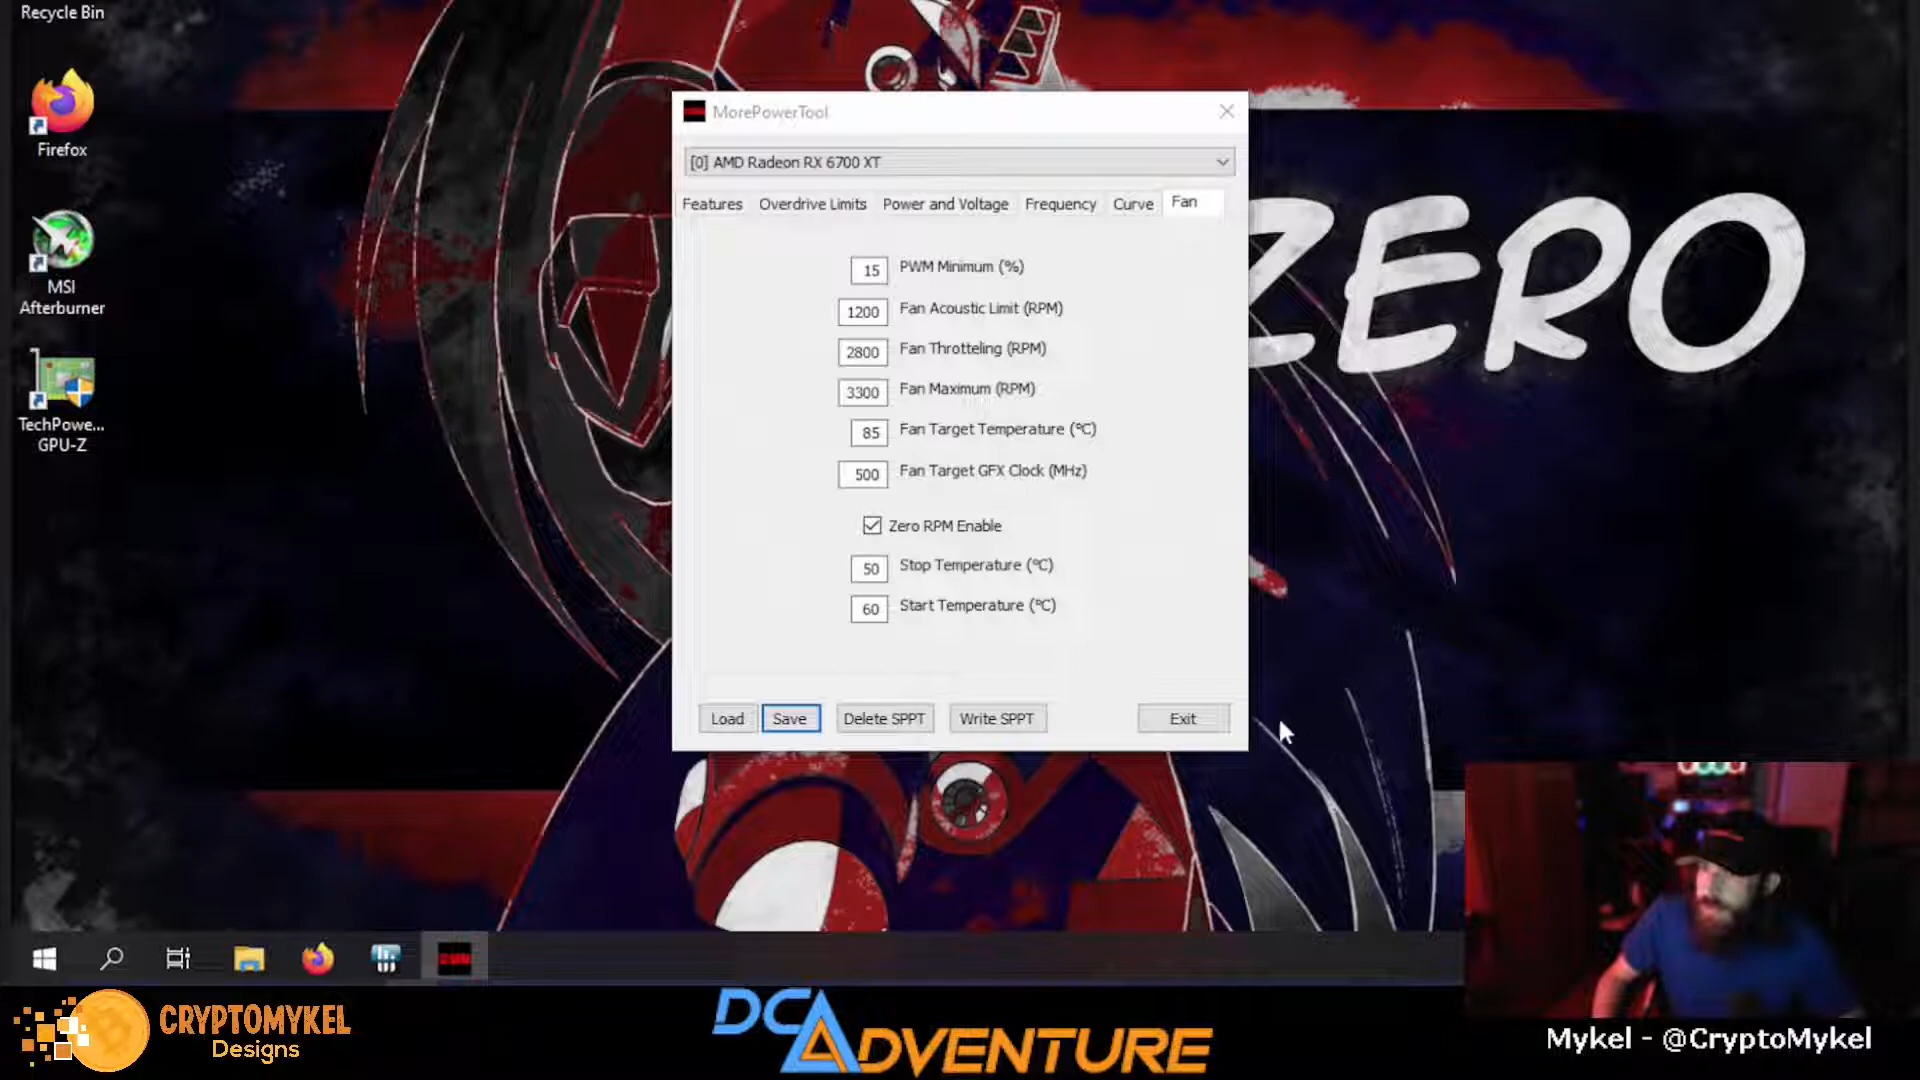 Recycle Bin
Firefox
MSI
Afterburner
TechPowe...
GPU-Z
MorePowerTool
[0] AMD Radeon RX 6700 XT
Features Overdrive Limits Power and Voltage Frequency Curve Fan
15 PWM Minimum (%)
1200 Fan Acoustic Limit (RPM)
2800 Fan Throtteling (RPM)
3300 Fan Maximum (RPM)
85 Fan Target Temperature (°C)
500 Fan Target GFX Clock (MHz)
Zero RPM Enable
50 Stop Temperature (°C)
60 Start Temperature (°C)
Load Save Delete SPPT Write SPPT Exit
ZERO
CRYPTOMYKEL
Designs
DCADVENTURE
Mykel - @CryptoMykel